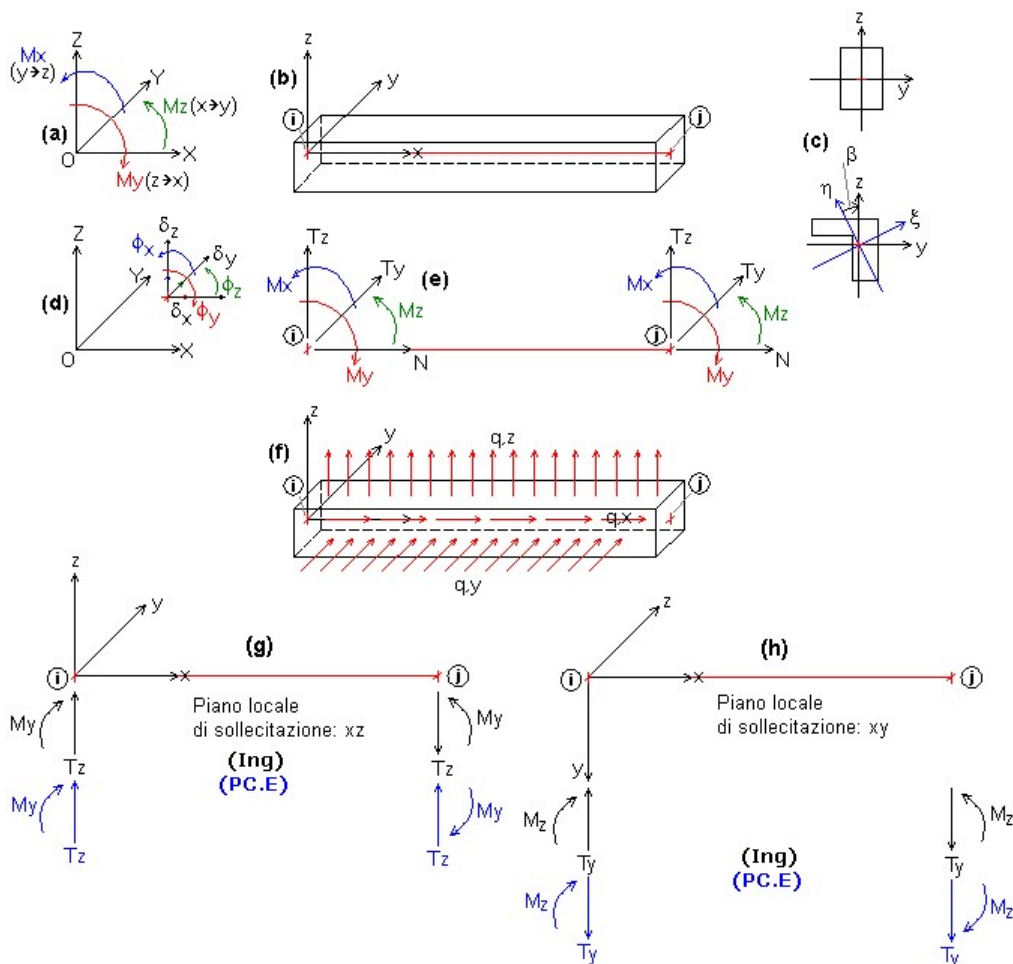 Z
Mx
(y→z)
Y
Mz(x→y)
(a)
O
X
My(z→x)
z
y
(b)
i
j
x
z
y
(c)
β
z
η
ξ
y
Z
δz
ϕx
δy
Y
ϕz
(d)
δx
ϕy
O
X
Tz
Ty
(e)
Mx
Mz
i
N
My
Tz
Ty
Mx
Mz
j
N
My
z
y
q,z
(f)
i
j
q,x
q,y
z
y
(g)
i
x
j
Piano locale
di sollecitazione: xz
My
My
Tz
(Ing)
Tz
(PC.E)
My
My
Tz
Tz
z
(h)
i
x
j
Piano locale
di sollecitazione: xy
y
Mz
Mz
Ty
(Ing)
Ty
(PC.E)
Mz
Mz
Ty
Ty